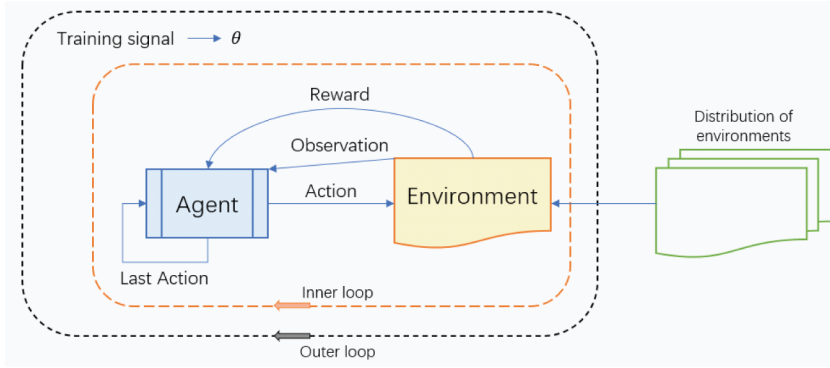 Training signal θ
Reward
Distribution of
environments
Observation
Action
Agent
Environment
Last Action
Inner loop
Outer loop